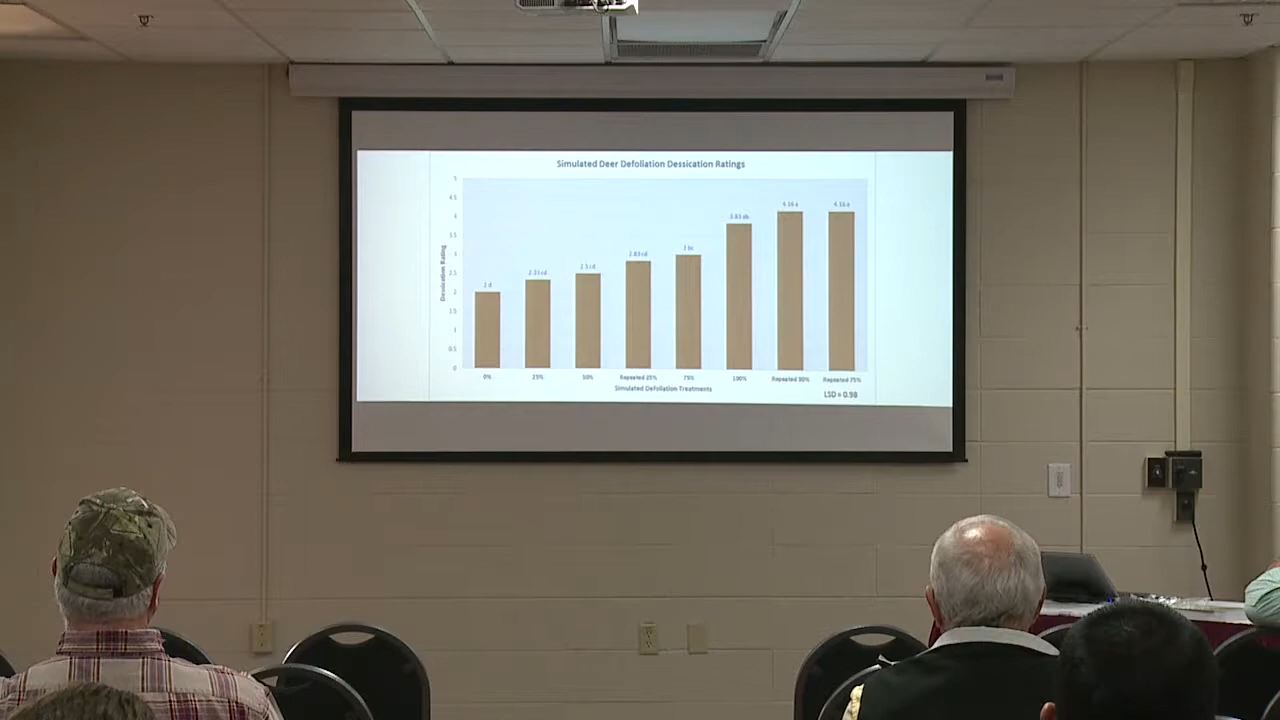 Simulated Deer Defoliation Dessication Ratings
Dessication Rating
5
4.5
4
3.5
3
2.5
2
1.5
1
0.5
0
2 d
2.33 cd
2.5 cd
2.83 cd
3 bc
3.83 ab
4.16 a
4.16 a
0%
25%
50%
Repeated 25%
75%
100%
Repeated 50%
Repeated 75%
Simulated Defoliation Treatments
LSD = 0.98